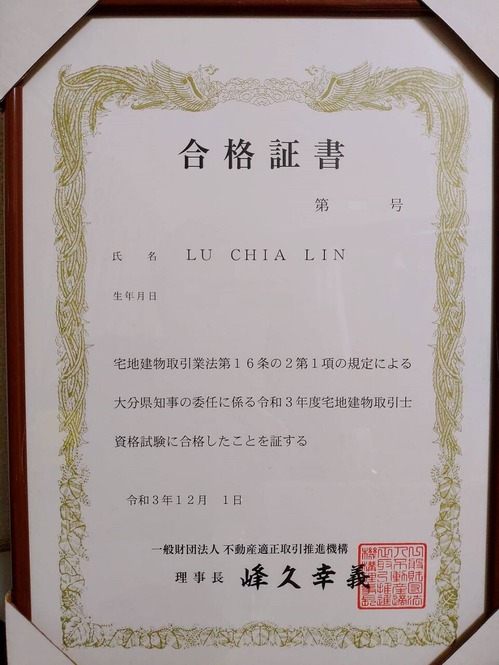 合格証書
第　　　号
氏　名　ＬＵ　ＣＨＩＡ　ＬＩＮ
生年月日
宅地建物取引業法第１６条の２第１項の規定による
大分県知事の委任に係る令和３年度宅地建物取引士
資格試験に合格したことを証する
令和３年１２月　１日
一般財団法人 不動産適正取引推進機構
理事長　峰久幸義